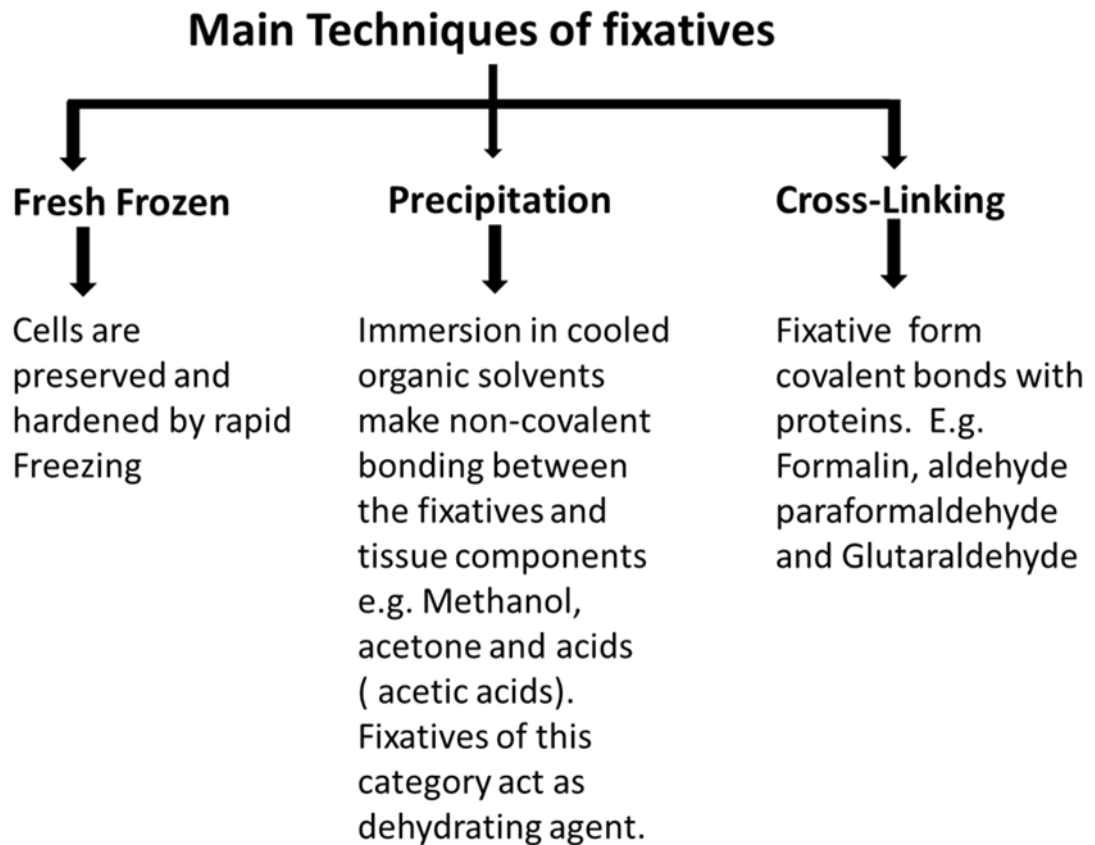 Main Techniques of fixatives
Fresh Frozen
Cells are
preserved and
hardened by rapid
Freezing
Precipitation
Immersion in cooled
organic solvents
make non-covalent
bonding between
the fixatives and
tissue components
e.g. Methanol,
acetone and acids
( acetic acids).
Fixatives of this
category act as
dehydrating agent.
Cross-Linking
Fixative  form
covalent bonds with
proteins.  E.g.
Formalin, aldehyde
paraformaldehyde
and Glutaraldehyde